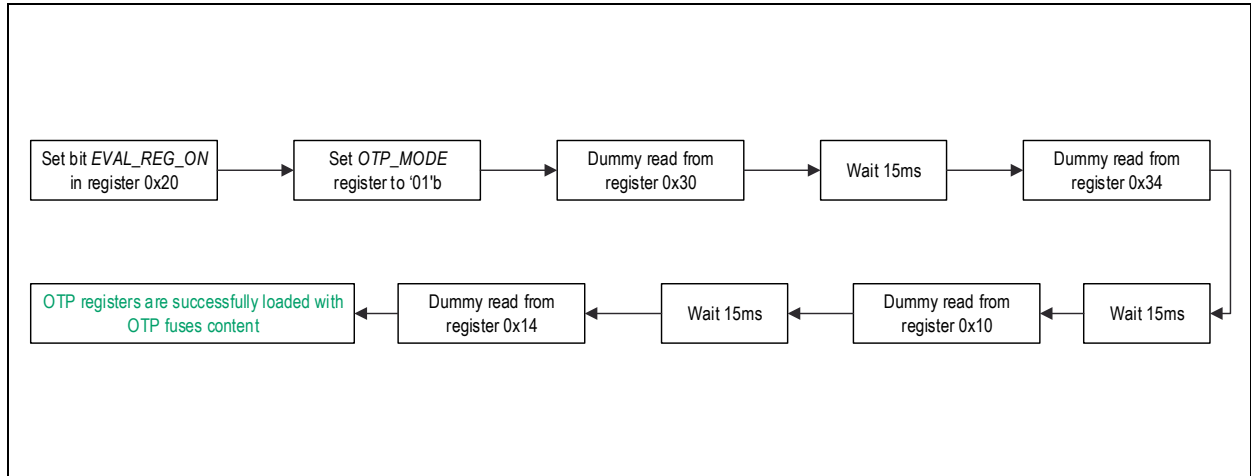 Set bit EVAL_REG_ON
in register 0x20
Set OTP_MODE
register to ‘01'b
Dummy read from
register 0x30
Wait 15ms
Dummy read from
register 0x34
Wait 15ms
Dummy read from
register 0x10
Wait 15ms
Dummy read from
register 0x14
OTP registers are successfully loaded with
OTP fuses content